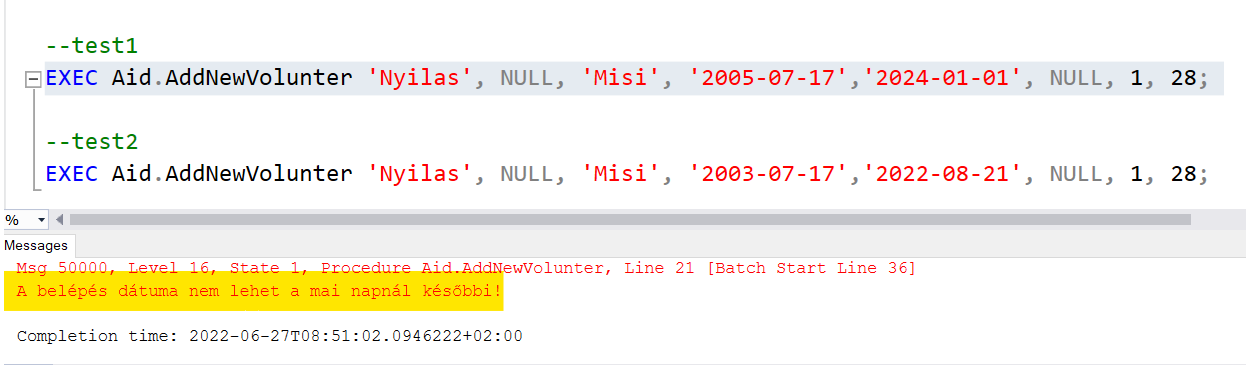 --test1
EXEC Aid.AddNewVolunter 'Nyilas', NULL, 'Misi', '2005-07-17','2024-01-01', NULL, 1, 28;
--test2
EXEC Aid.AddNewVolunter 'Nyilas', NULL, 'Misi', '2003-07-17','2022-08-21', NULL, 1, 28;
%
Messages
Msg 50000, Level 16, State 1, Procedure Aid.AddNewVolunter, Line 21 [Batch Start Line 36]
A belépés dátuma nem lehet a mai napnál későbbi!
Completion time: 2022-06-27T08:51:02.0946222+02:00